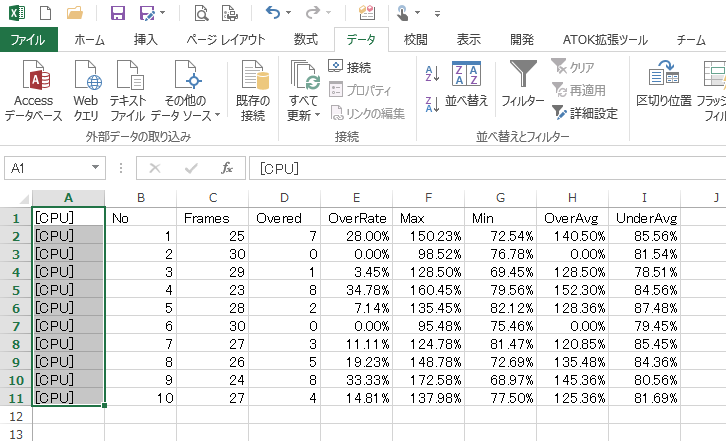 ファイル ホーム 挿入 ページ レイアウト 数式 データ 校閲 表示 開発 ATOK拡張ツール チーム
Access データベース
Web クエリ
テキスト ファイル
その他の データ ソース
既存の 接続
外部データの取り込み
すべて 更新
接続
プロパティ
リンクの編集
接続
並べ替え
フィルター
クリア
再適用
詳細設定
並べ替えとフィルター
区切り位置
フラッシ
フィル
A1 fx [CPU]
A B C D E F G H I J
1 [CPU] No Frames Overed OverRate Max Min OverAvg UnderAvg
2 [CPU] 1 25 7 28.00% 150.23% 72.54% 140.50% 85.56%
3 [CPU] 2 30 0 0.00% 98.52% 76.78% 0.00% 81.54%
4 [CPU] 3 29 1 3.45% 128.50% 69.45% 128.50% 78.51%
5 [CPU] 4 23 8 34.78% 160.45% 79.56% 152.30% 84.56%
6 [CPU] 5 28 2 7.14% 135.45% 82.12% 128.36% 87.48%
7 [CPU] 6 30 0 0.00% 95.48% 75.46% 0.00% 79.45%
8 [CPU] 7 27 3 11.11% 124.78% 81.47% 120.85% 85.45%
9 [CPU] 8 26 5 19.23% 148.78% 72.69% 135.48% 84.36%
10 [CPU] 9 24 8 33.33% 172.58% 68.97% 145.36% 80.56%
11 [CPU] 10 27 4 14.81% 137.98% 77.50% 125.36% 81.69%
12
13